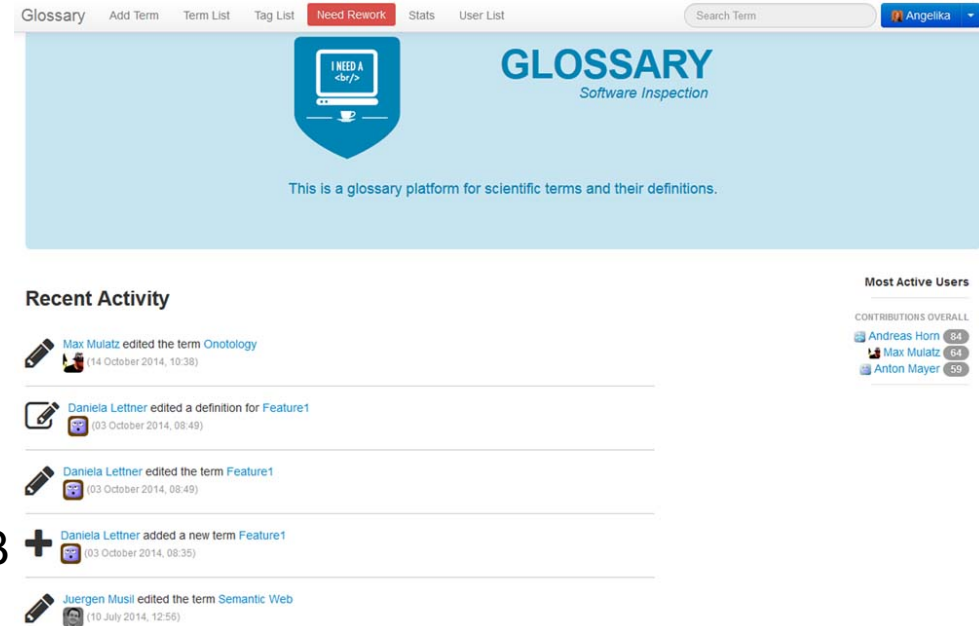 Glossary Add Term Term List Tag List Need Rework Stats User List Search Term Angelika
I NEED A
<br/>
GLOSSARY
Software Inspection
This is a glossary platform for scientific terms and their definitions.
Recent Activity
Max Mulatz edited the term Onotology
(14 October 2014, 10:38)
Daniela Lettner edited a definition for Feature1
(03 October 2014, 08:49)
Daniela Lettner edited the term Feature1
(03 October 2014, 08:49)
3
Daniela Lettner added a new term Feature1
(03 October 2014, 08:35)
Juergen Musil edited the term Semantic Web
(10 July 2014, 12:56)
Most Active Users
CONTRIBUTIONS OVERALL
Andreas Horn 84
Max Mulatz 64
Anton Mayer 59